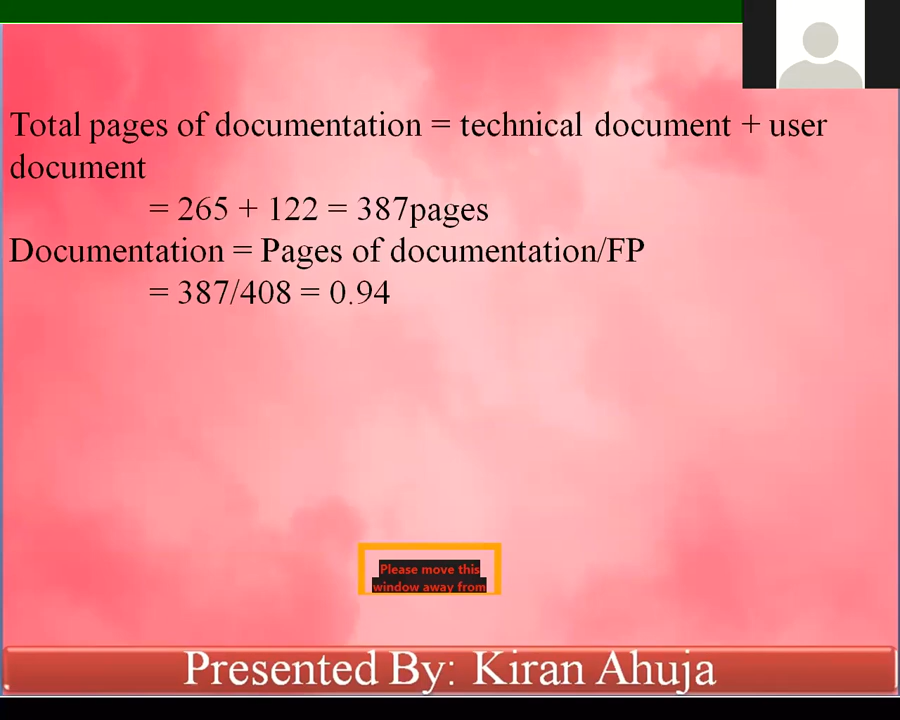 Total pages of documentation = technical document + user
document
= 265 + 122 = 387pages
Documentation = Pages of documentation/FP
= 387/408 = 0.94
Please move this
window away from
Presented By: Kiran Ahuja